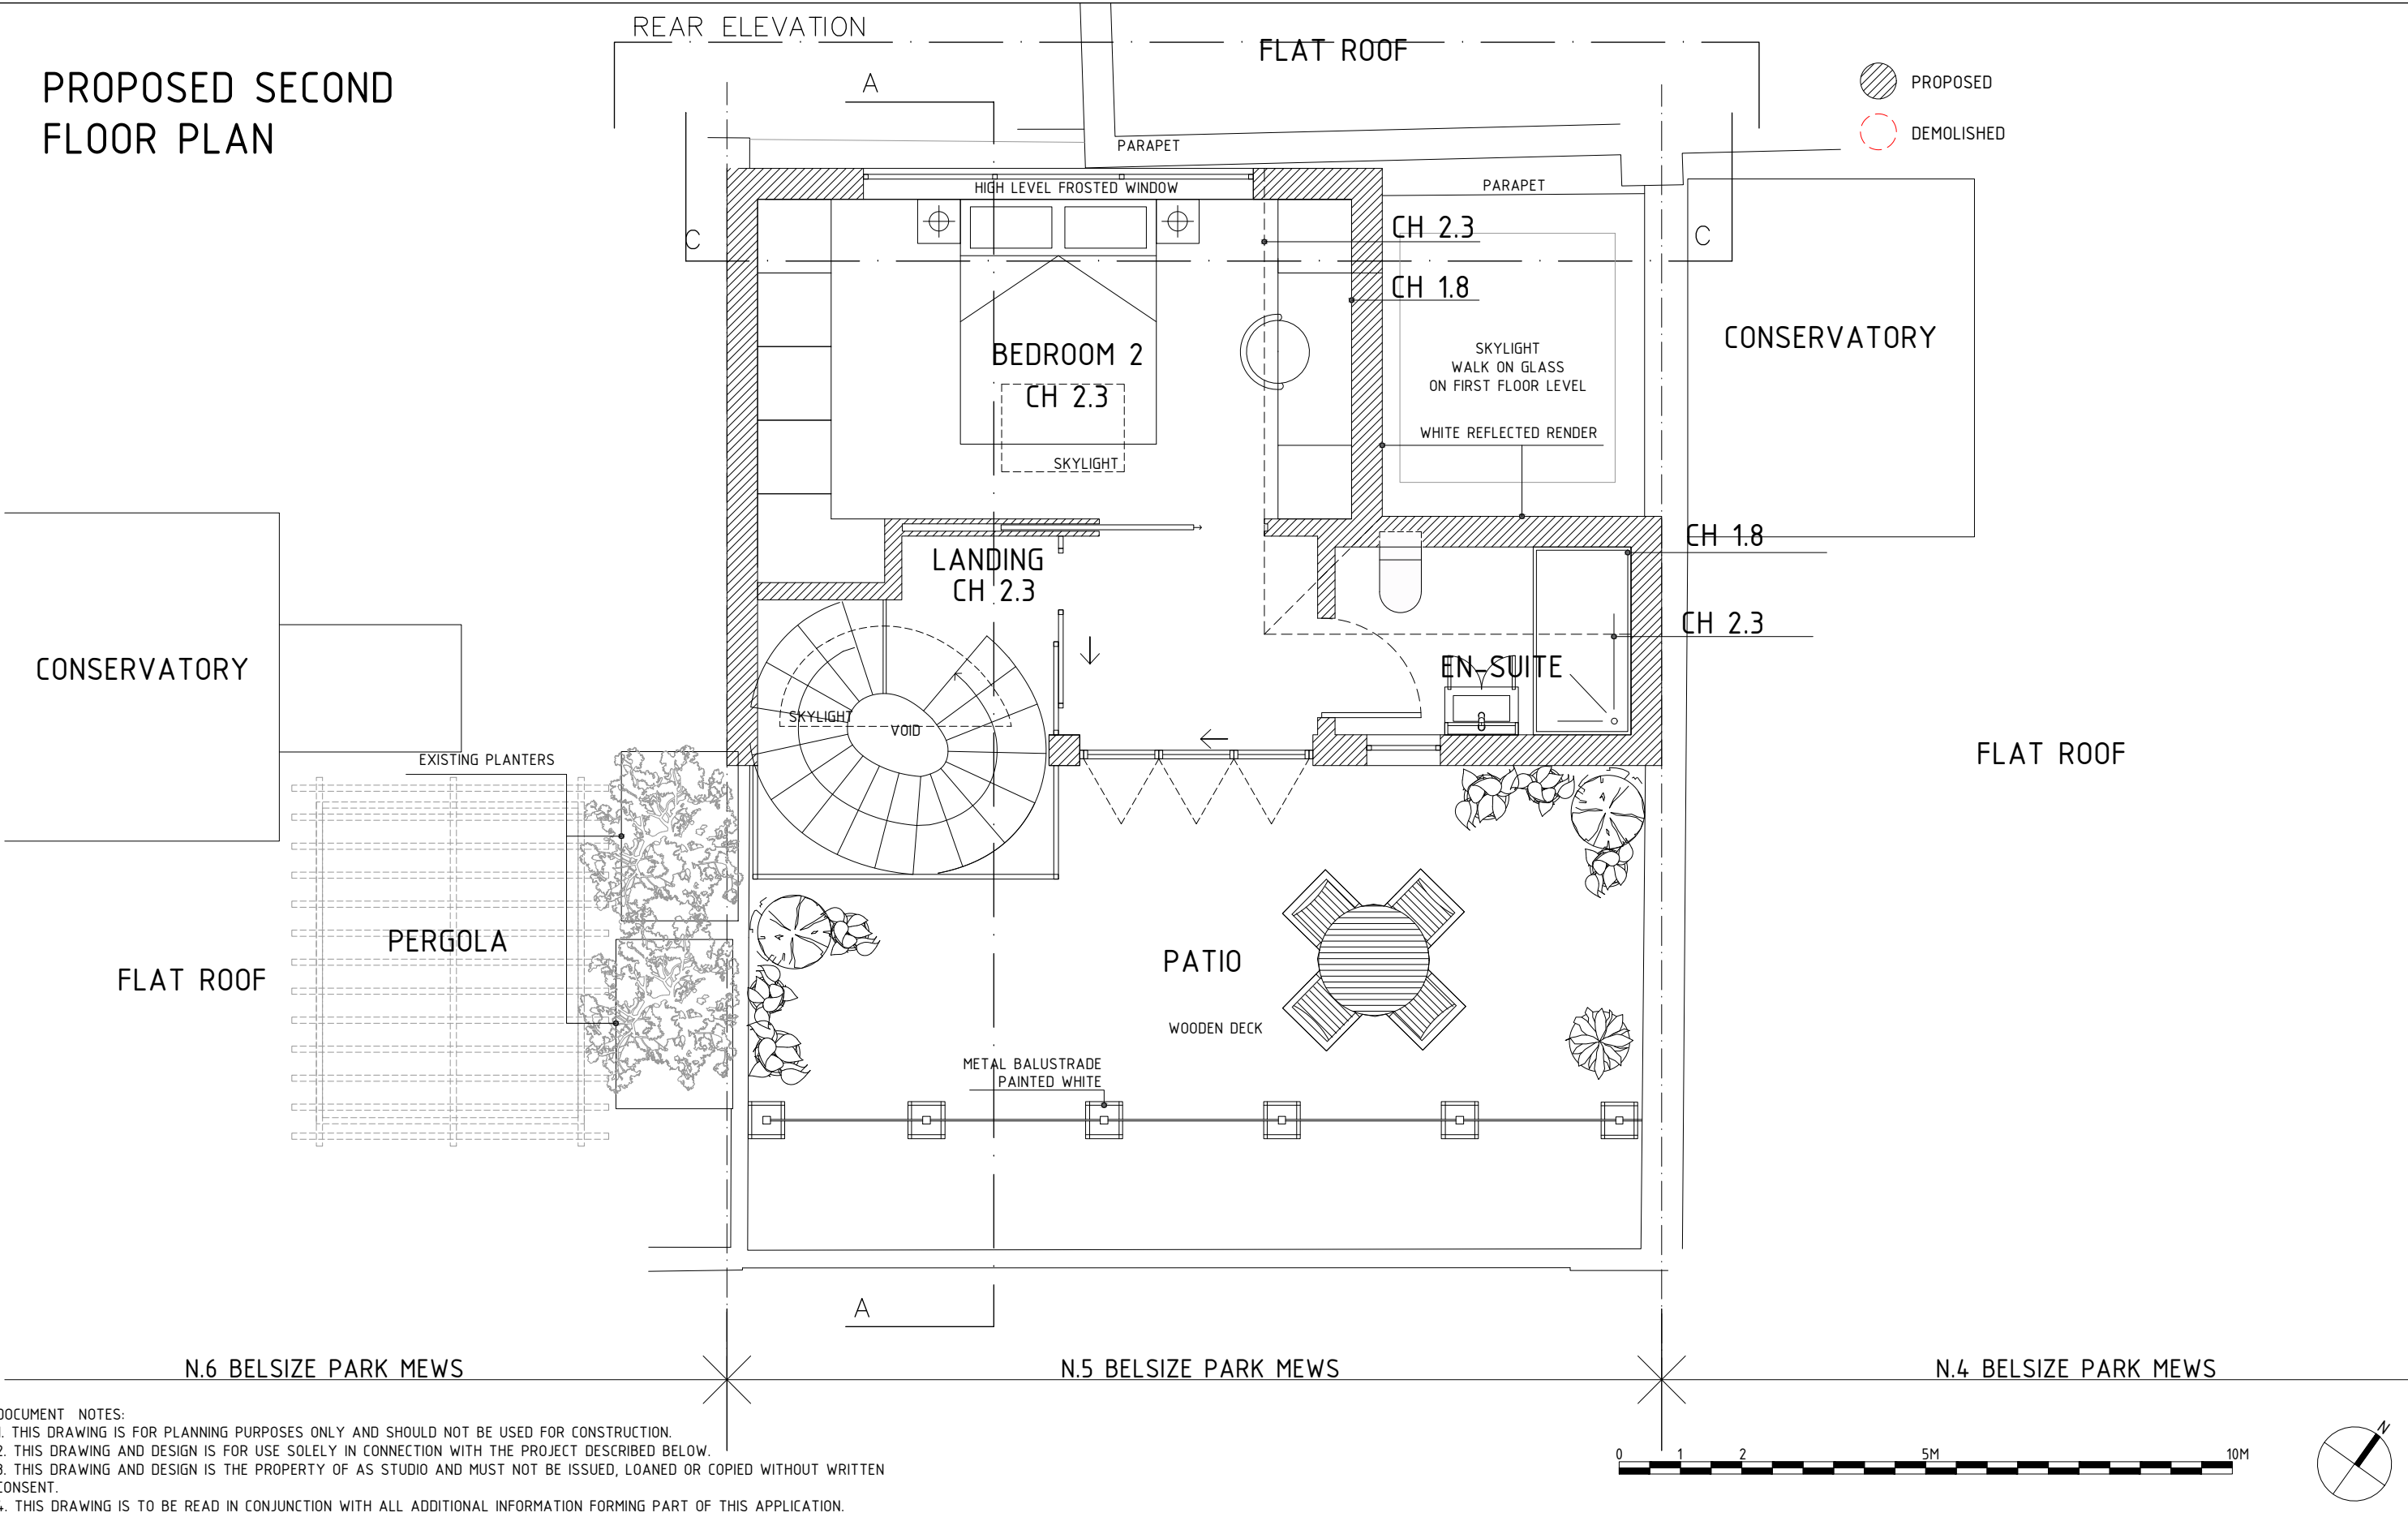 REAR ELEVATION
FLAT ROOF
PROPOSED SECOND
FLOOR PLAN
A
PROPOSED
DEMOLISHED
PARAPET
HIGH LEVEL FROSTED WINDOW
PARAPET
C
CH 2.3
C
CH 1.8
BEDROOM 2
CH 2.3
SKYLIGHT
SKYLIGHT
WALK ON GLASS
ON FIRST FLOOR LEVEL
CONSERVATORY
WHITE REFLECTED RENDER
LANDING
CH 2.3
CH 1.8
CH 2.3
CONSERVATORY
EN-SUITE
SKYLIGHT
VOID
EXISTING PLANTERS
FLAT ROOF
PERGOLA
FLAT ROOF
PATIO
WOODEN DECK
METAL BALUSTRADE
PAINTED WHITE
A
N.6 BELSIZE PARK MEWS
N.5 BELSIZE PARK MEWS
N.4 BELSIZE PARK MEWS
DOCUMENT NOTES:
1. THIS DRAWING IS FOR PLANNING PURPOSES ONLY AND SHOULD NOT BE USED FOR CONSTRUCTION.
2. THIS DRAWING AND DESIGN IS FOR USE SOLELY IN CONNECTION WITH THE PROJECT DESCRIBED BELOW.
3. THIS DRAWING AND DESIGN IS THE PROPERTY OF AS STUDIO AND MUST NOT BE ISSUED, LOANED OR COPIED WITHOUT WRITTEN
CONSENT.
4. THIS DRAWING IS TO BE READ IN CONJUNCTION WITH ALL ADDITIONAL INFORMATION FORMING PART OF THIS APPLICATION.
0 1 2 5M 10M
N